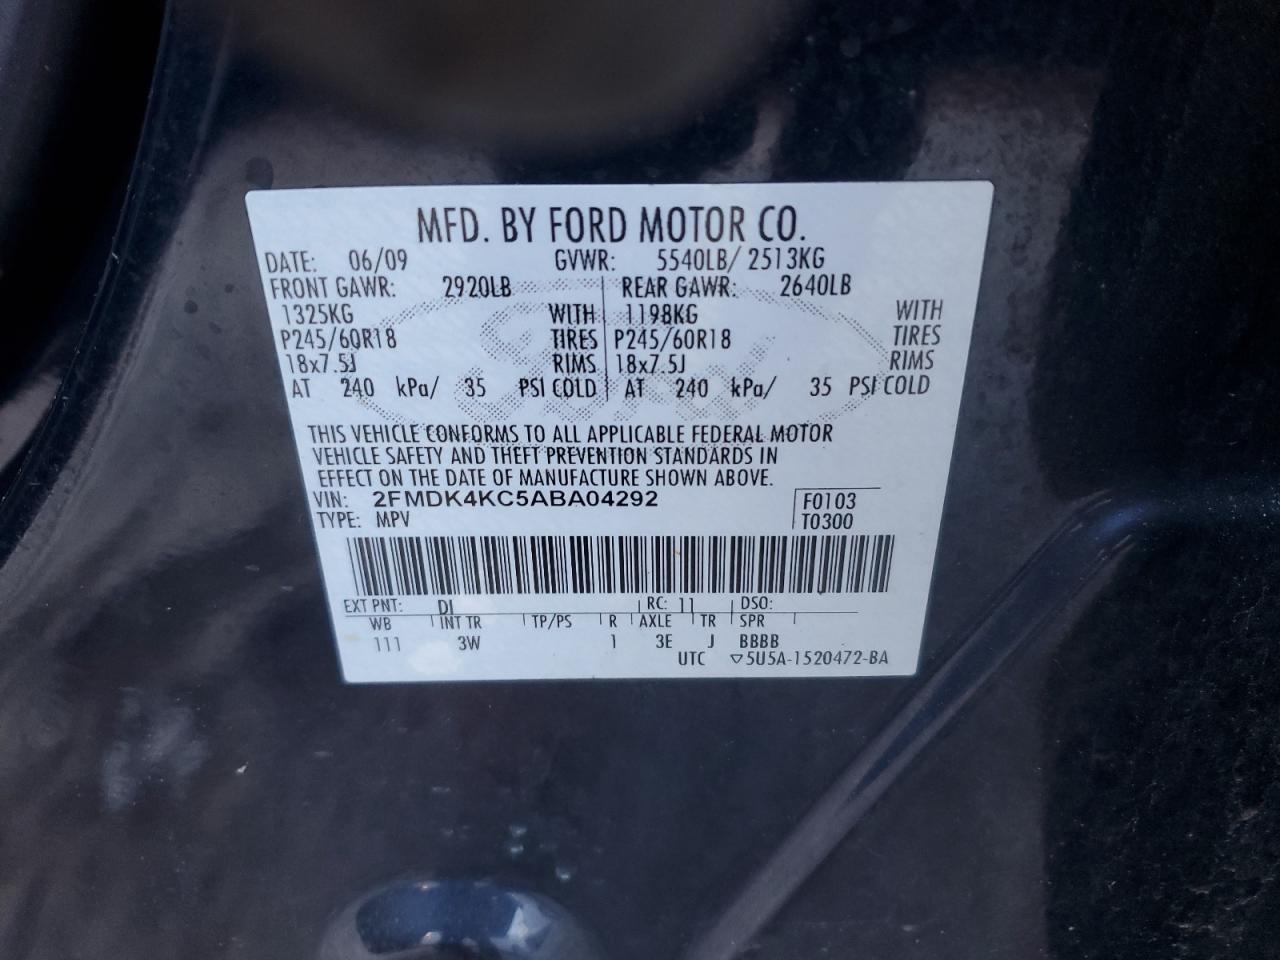 MFD. BY FORD MOTOR CO.
DATE: 06/09 GVWR: 5540LB/ 2513KG
FRONT GAWR: 2920LB REAR GAWR: 2640LB
1325KG WITH 1198KG WITH
P245/60R18 TIRES P245/60R18 TIRES
18x7.5J RIMS 18x7.5J RIMS
AT 240 kPa/ 35 PSI COLD AT 240 kPa/ 35 PSI COLD
THIS VEHICLE CONFORMS TO ALL APPLICABLE FEDERAL MOTOR
VEHICLE SAFETY AND THEFT PREVENTION STANDARDS IN
EFFECT ON THE DATE OF MANUFACTURE SHOWN ABOVE.
VIN: 2FMDK4KC5ABA04292 F0103
TYPE: MPV T0300
EXT PNT: DI RC: 11 DSO:
WB INT TR TP/PS R AXLE TR SPR
111 3W 1 3E J BBBB
UTC ▽5U5A-1520472-BA